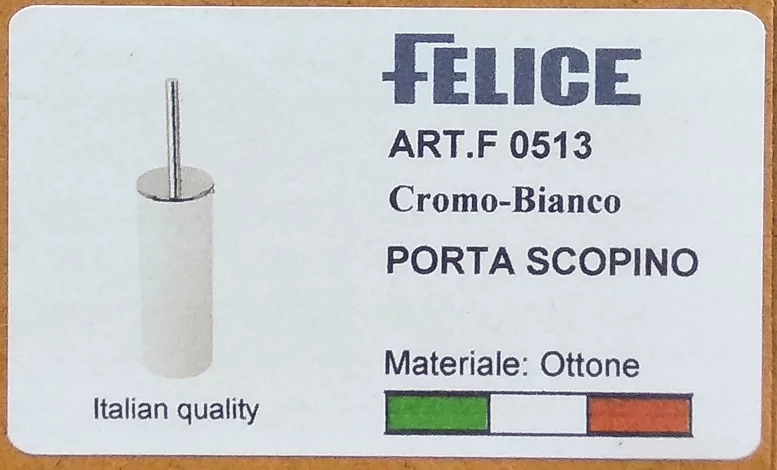 FELICE
ART.F 0513
Cromo-Bianco
PORTA SCOPINO
Materiale: Ottone
Italian quality